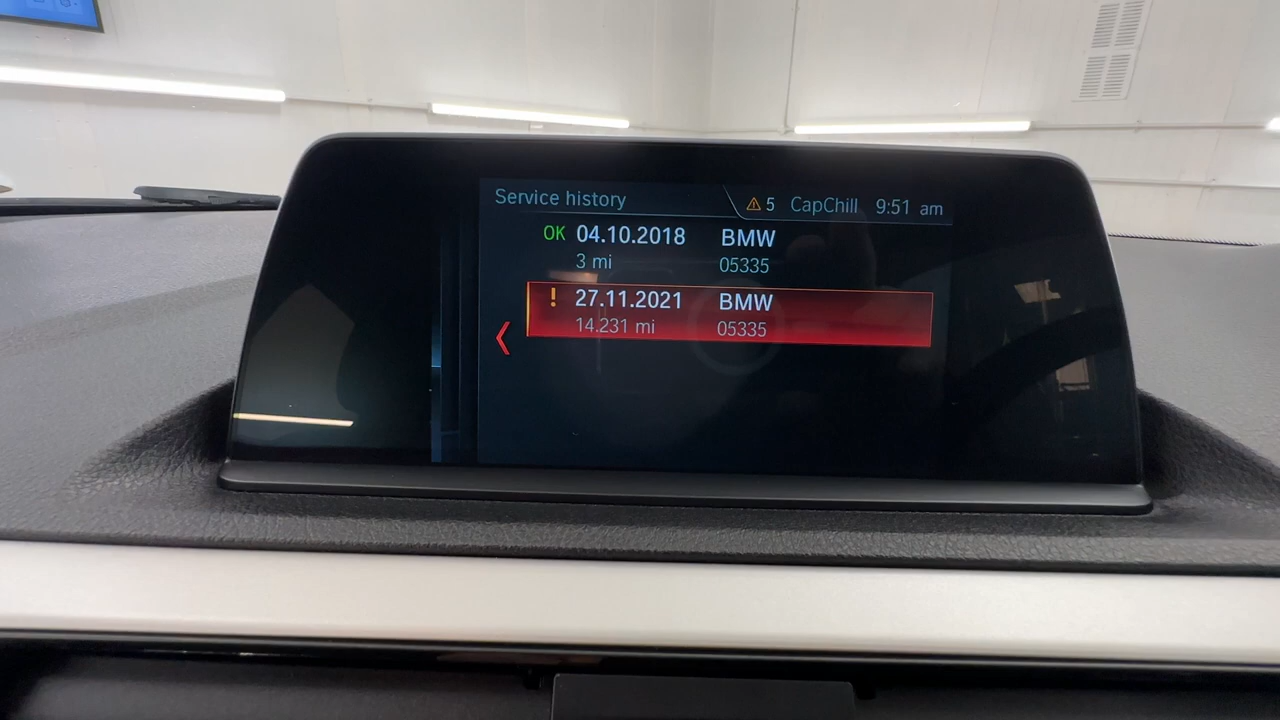 Service history ⚠ 5 CapChill 9:51 am
OK 04.10.2018 BMW
3 mi 05335
! 27.11.2021 BMW
14.231 mi 05335